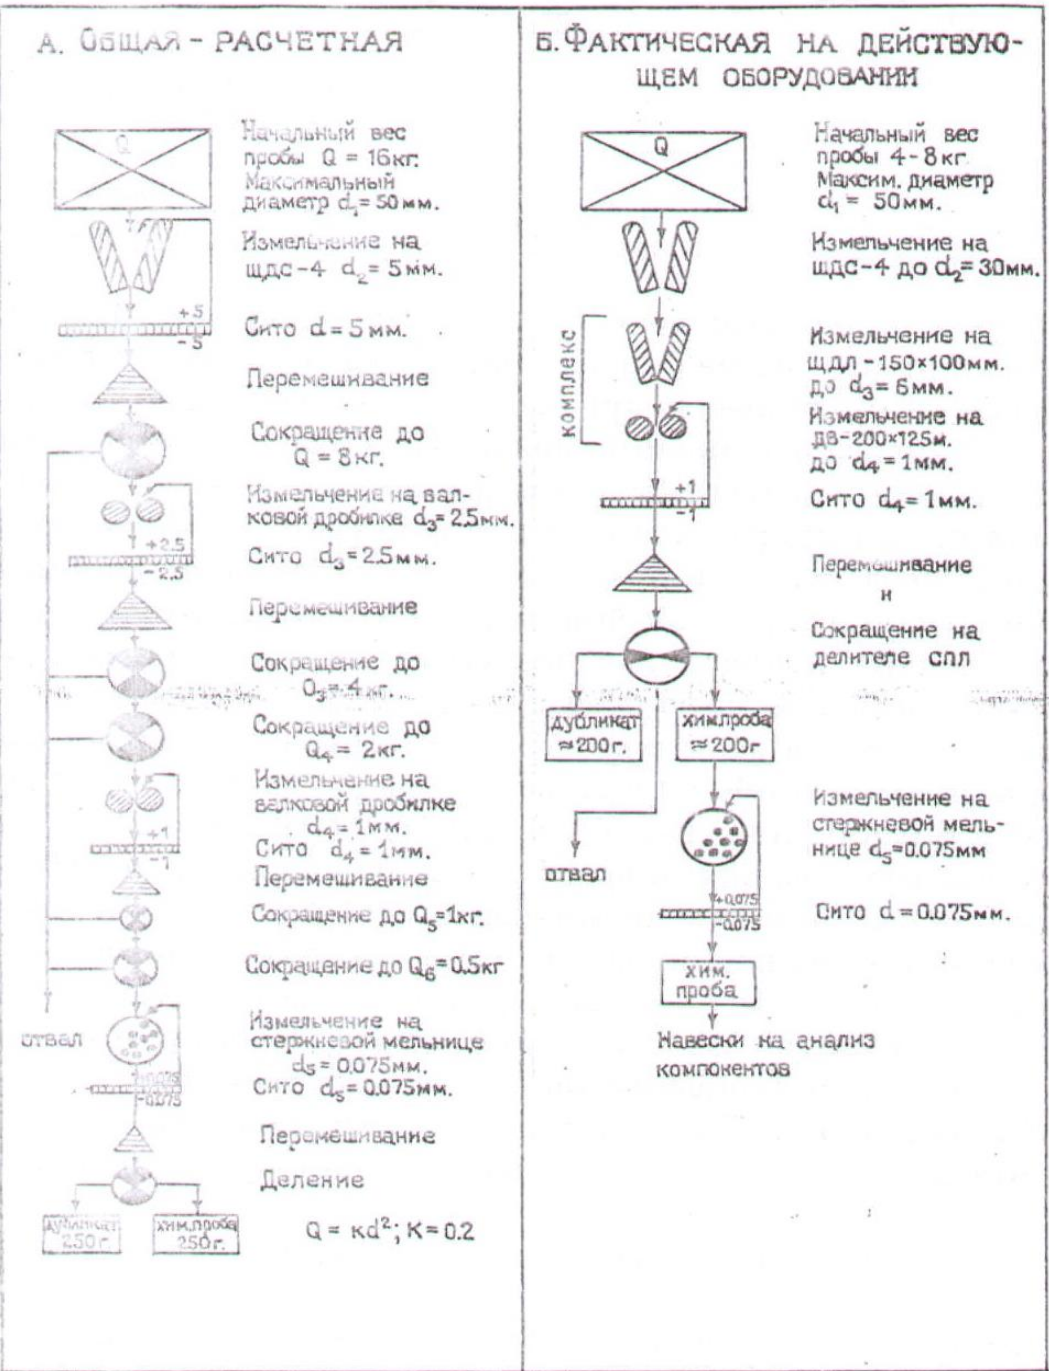 А. ОБЩАЯ - РАСЧЕТНАЯ
Q
Начальный вес
пробы Q = 16кг.
Максимальный
диаметр d₁= 50мм.
Измельчение на
ЩДС-4 d₂ = 5мм.
+5
-5
Сито d = 5мм.
Перемешивание
Сокращение до
Q = 8кг.
Измельчение на вал-
ковой дробилке d₃= 2.5мм.
+2.5
-2,5
Сито d₃= 2.5мм.
Перемешивание
Сокращение до
Q₃= 4кг.
Сокращение до
Q₄ = 2кг.
Измельчение на
валковой дробилке
d₄= 1мм.
+1
-1
Сито d₄= 1мм.
Перемешивание
Сокращение до Q₅=1кг.
Сокращение до Q₆=0.5кг
отвал
Измельчение на
стержневой мельнице
d₅ = 0.075мм.
+0.075
-0.075
Сито d₅= 0.075мм.
Перемешивание
Деление
дубликат
250г.
хим.проба
250г.
Q = кd²; К = 0.2
Б. ФАКТИЧЕСКАЯ НА ДЕЙСТВУЮ-
ЩЕМ ОБОРУДОВАНИИ
Q
Начальный вес
пробы 4-8кг
Максим. диаметр
d₁ = 50мм.
Измельчение на
ЩДС-4 до d₂= 30мм.
комплекс
Измельчение на
ЩДЛ-150×100мм.
до d₃= 6мм.
Измельчение на
ДВ-200×125м.
до d₄= 1мм.
+1
-1
Сито d₄= 1мм.
Перемешивание
и
Сокращение на
делителе СПЛ
дубликат
≈200г.
хим.проба
≈200г
отвал
Измельчение на
стержневой мель-
нице d₅=0.075мм
+0,075
-0,075
Сито d = 0.075мм.
хим.
проба
Навески на анализ
компонентов